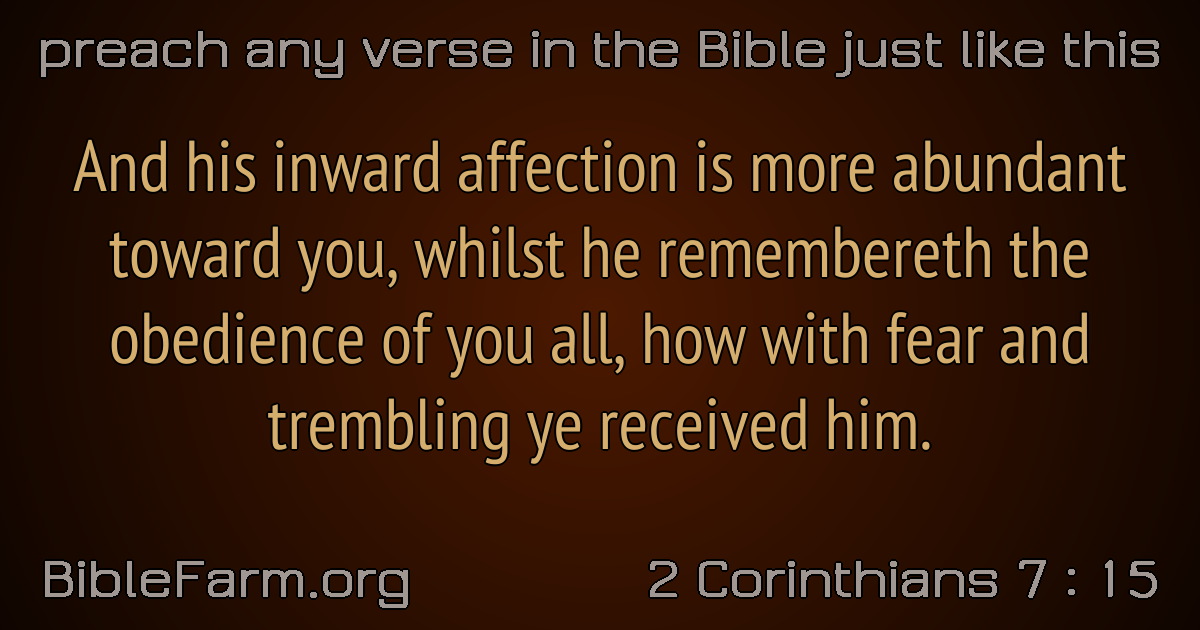 preach any verse in the Bible just like this
And his inward affection is more abundant
toward you, whilst he remembereth the
obedience of you all, how with fear and
trembling ye received him.
BibleFarm.org
2 Corinthians 7 : 15